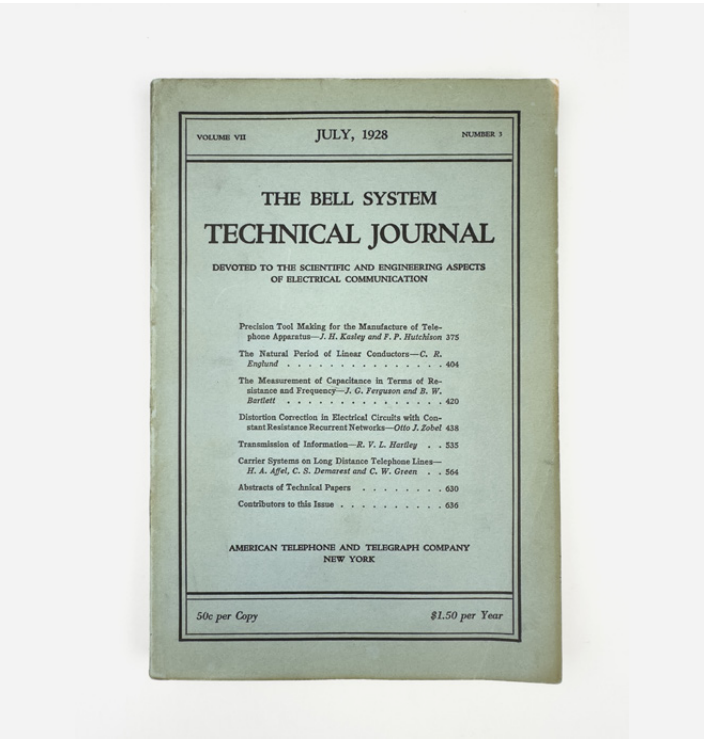 VOLUME VII JULY, 1928 NUMBER 3
THE BELL SYSTEM
TECHNICAL JOURNAL
DEVOTED TO THE SCIENTIFIC AND ENGINEERING ASPECTS
OF ELECTRICAL COMMUNICATION
Precision Tool Making for the Manufacture of Tele-
phone Apparatus—J. H. Kasley and F. P. Hutchison 375
The Natural Period of Linear Conductors—C. R.
Englund . . . . . . . . . . . . . . . . 404
The Measurement of Capacitance in Terms of Re-
sistance and Frequency—J. G. Ferguson and B. W.
Bartlett . . . . . . . . . . . . . . . . 420
Distortion Correction in Electrical Circuits with Con-
stant Resistance Recurrent Networks—Otto J. Zobel 438
Transmission of Information—R. V. L. Hartley . . 535
Carrier Systems on Long Distance Telephone Lines—
H. A. Affel, C. S. Demarest and C. W. Green . . 564
Abstracts of Technical Papers . . . . . . . . 630
Contributors to this Issue . . . . . . . . . . 636
AMERICAN TELEPHONE AND TELEGRAPH COMPANY
NEW YORK
50c per Copy $1.50 per Year